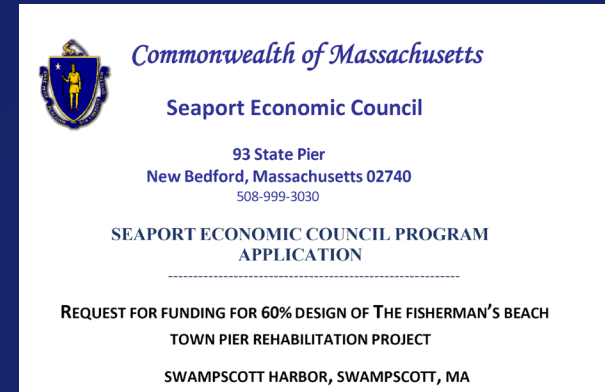 Commonwealth of Massachusetts
Seaport Economic Council
93 State Pier
New Bedford, Massachusetts 02740
508-999-3030
SEAPORT ECONOMIC COUNCIL PROGRAM
APPLICATION
-----------------------------------------------------------
REQUEST FOR FUNDING FOR 60% DESIGN OF THE FISHERMAN'S BEACH
TOWN PIER REHABILITATION PROJECT
SWAMPSCOTT HARBOR, SWAMPSCOTT, MA